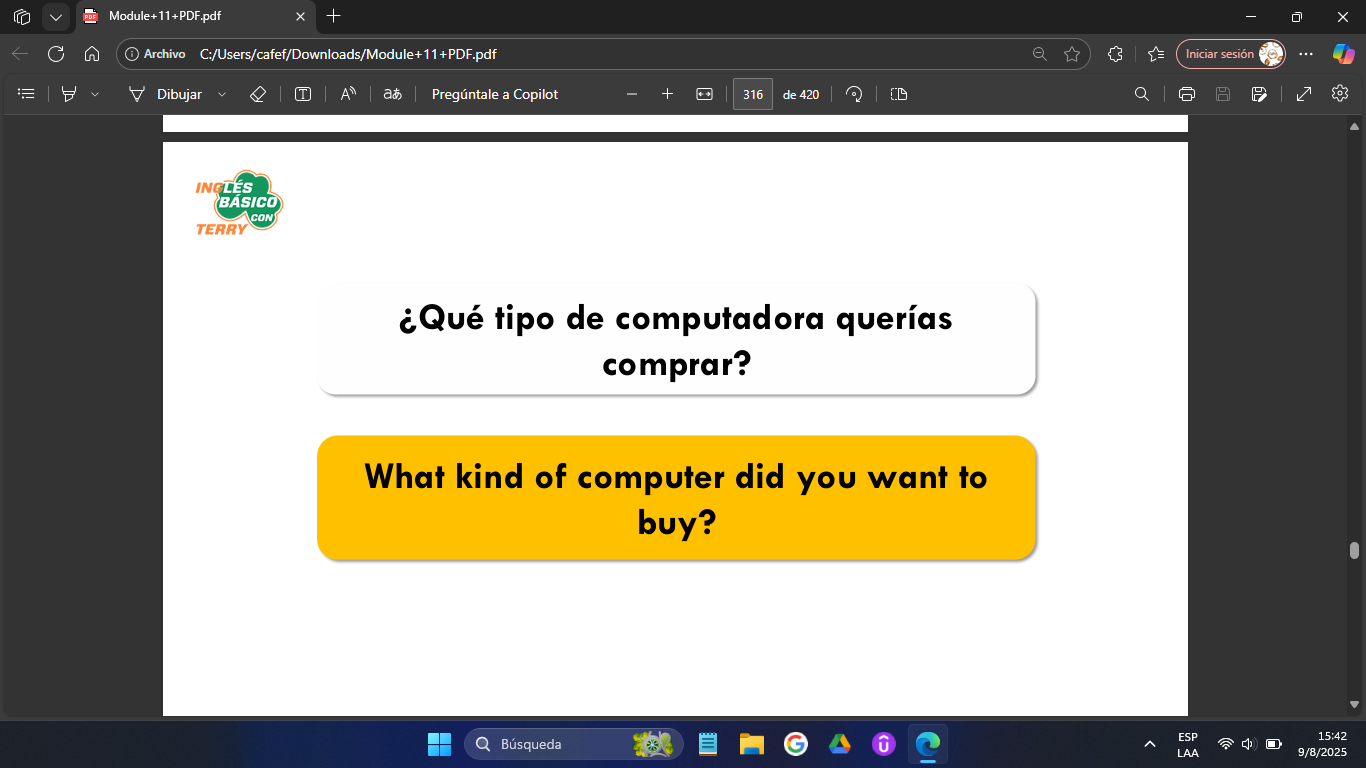 Module+11+PDF.pdf
Archivo C:/Users/cafef/Downloads/Module+11+PDF.pdf Iniciar sesión
Dibujar Pregúntale a Copilot 316 de 420
INGLÉS
BÁSICO
CON
TERRY
¿Qué tipo de computadora querías
comprar?
What kind of computer did you want to
buy?
Búsqueda
ESP
LAA
15:42
9/8/2025